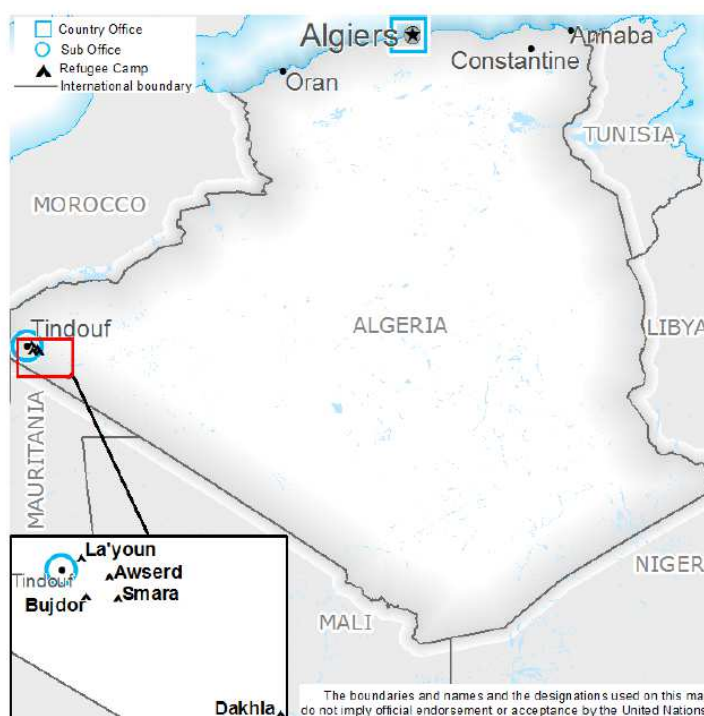 Country Office
Sub Office
Refugee Camp
International boundary
Algiers
Annaba
Constantine
Oran
TUNISIA
MOROCCO
Tindouf
ALGERIA
LIBYA
MAURITANIA
La'youn
Awserd
Tindouf
Bujdor
Smara
NIGER
MALI
Dakhla
The boundaries and names and the designations used on this ma
do not imply official endorsement or acceptance by the United Nations